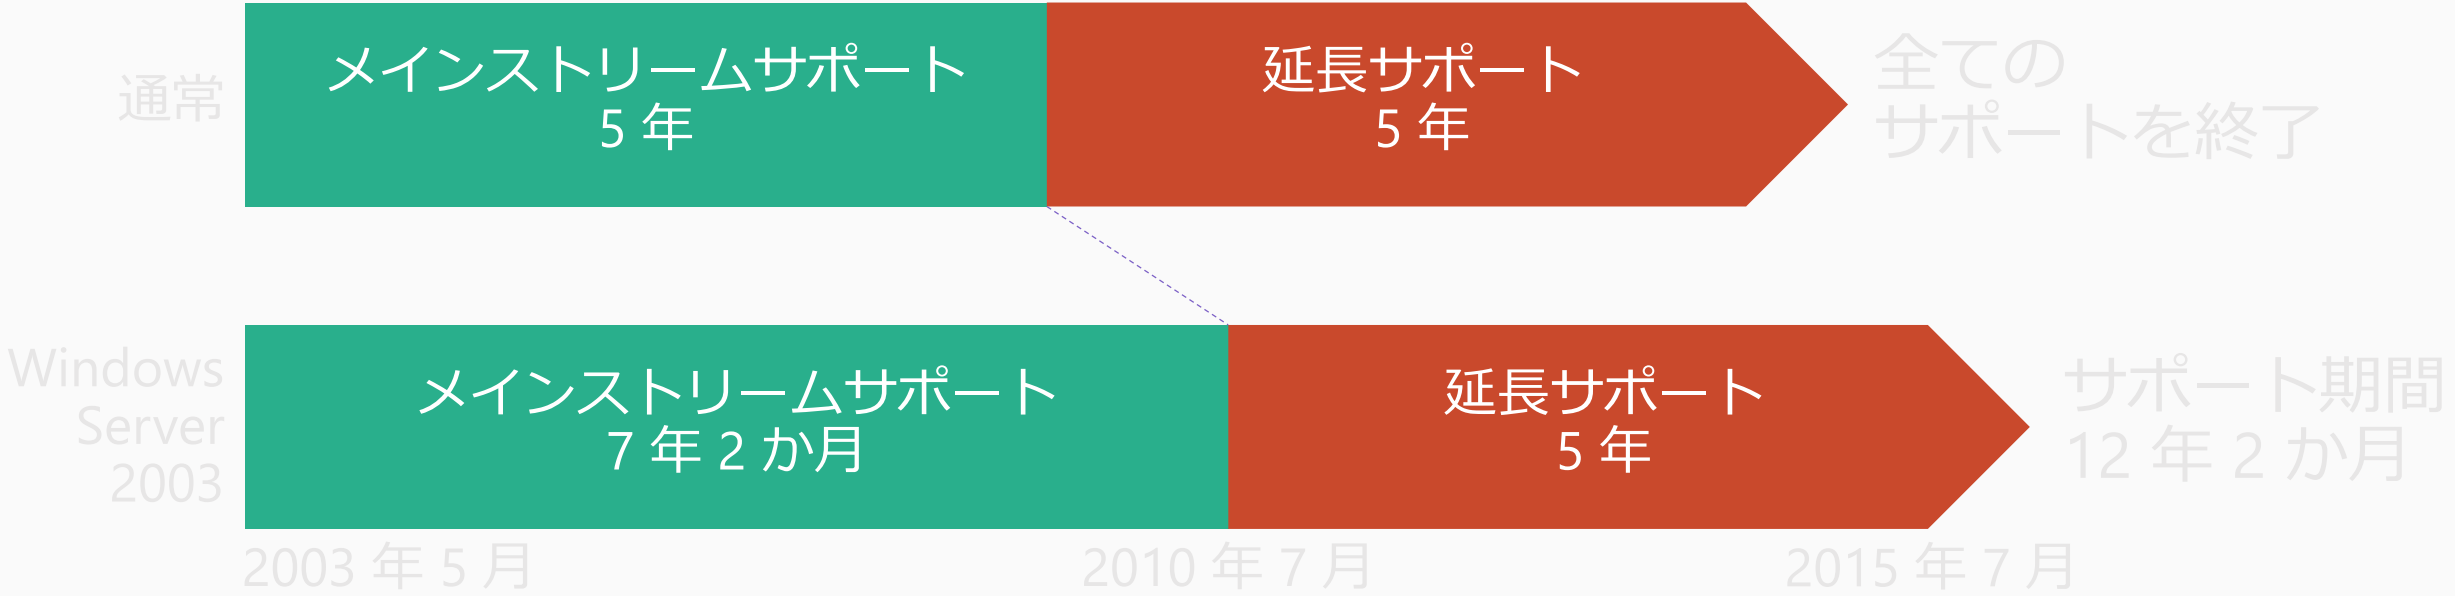 通常
メインストリームサポート
5 年
延長サポート
5 年
全ての
サポートを終了
Windows
Server
2003
メインストリームサポート
7 年 2 か月
延長サポート
5 年
サポート期間
12 年 2 か月
2003 年 5 月
2010 年 7 月
2015 年 7 月